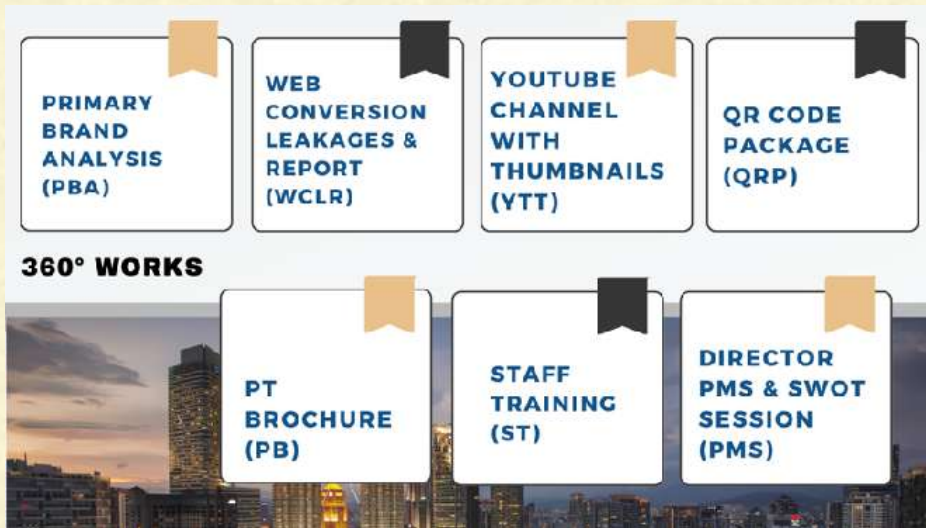 PRIMARY
BRAND
ANALYSIS
(PBA)
WEB
CONVERSION
LEAKAGES &
REPORT
(WCLR)
YOUTUBE
CHANNEL
WITH
THUMBNAILS
(YTT)
QR CODE
PACKAGE
(QRP)
360° WORKS
PT
BROCHURE
(PB)
STAFF
TRAINING
(ST)
DIRECTOR
PMS & SWOT
SESSION
(PMS)